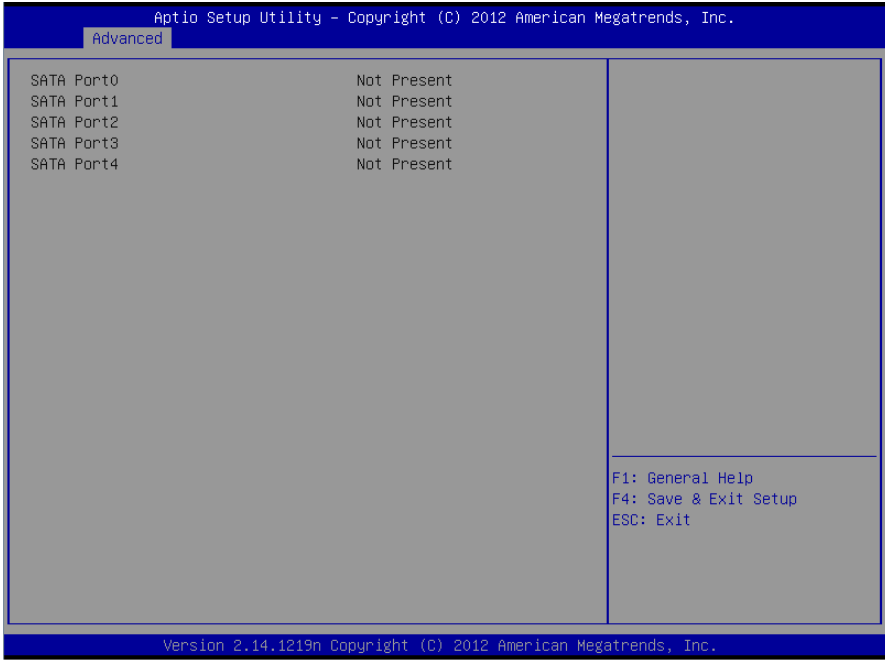 Aptio Setup Utility – Copyright (C) 2012 American Megatrends, Inc.
Advanced
SATA Port0 Not Present
SATA Port1 Not Present
SATA Port2 Not Present
SATA Port3 Not Present
SATA Port4 Not Present
F1: General Help
F4: Save & Exit Setup
ESC: Exit
Version 2.14.1219n Copyright (C) 2012 American Megatrends, Inc.